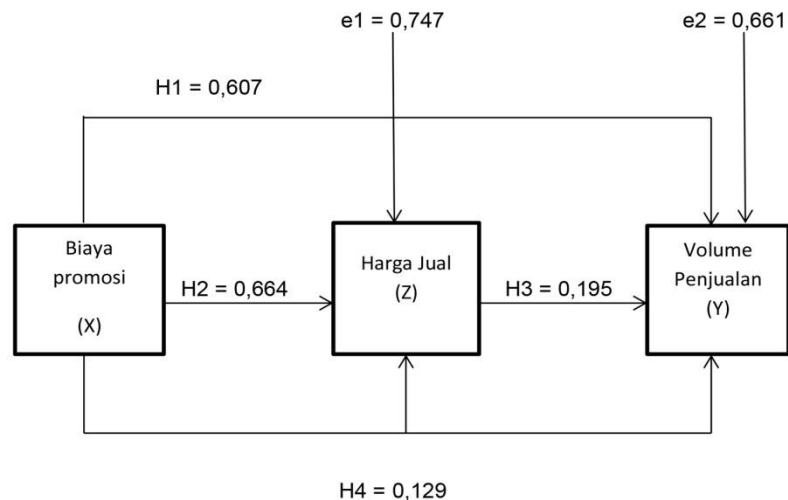 e1 = 0,747
e2 = 0,661
H1 = 0,607
Biaya
promosi
(X)
H2 = 0,664
Harga Jual
(Z)
H3 = 0,195
Volume
Penjualan
(Y)
H4 = 0,129